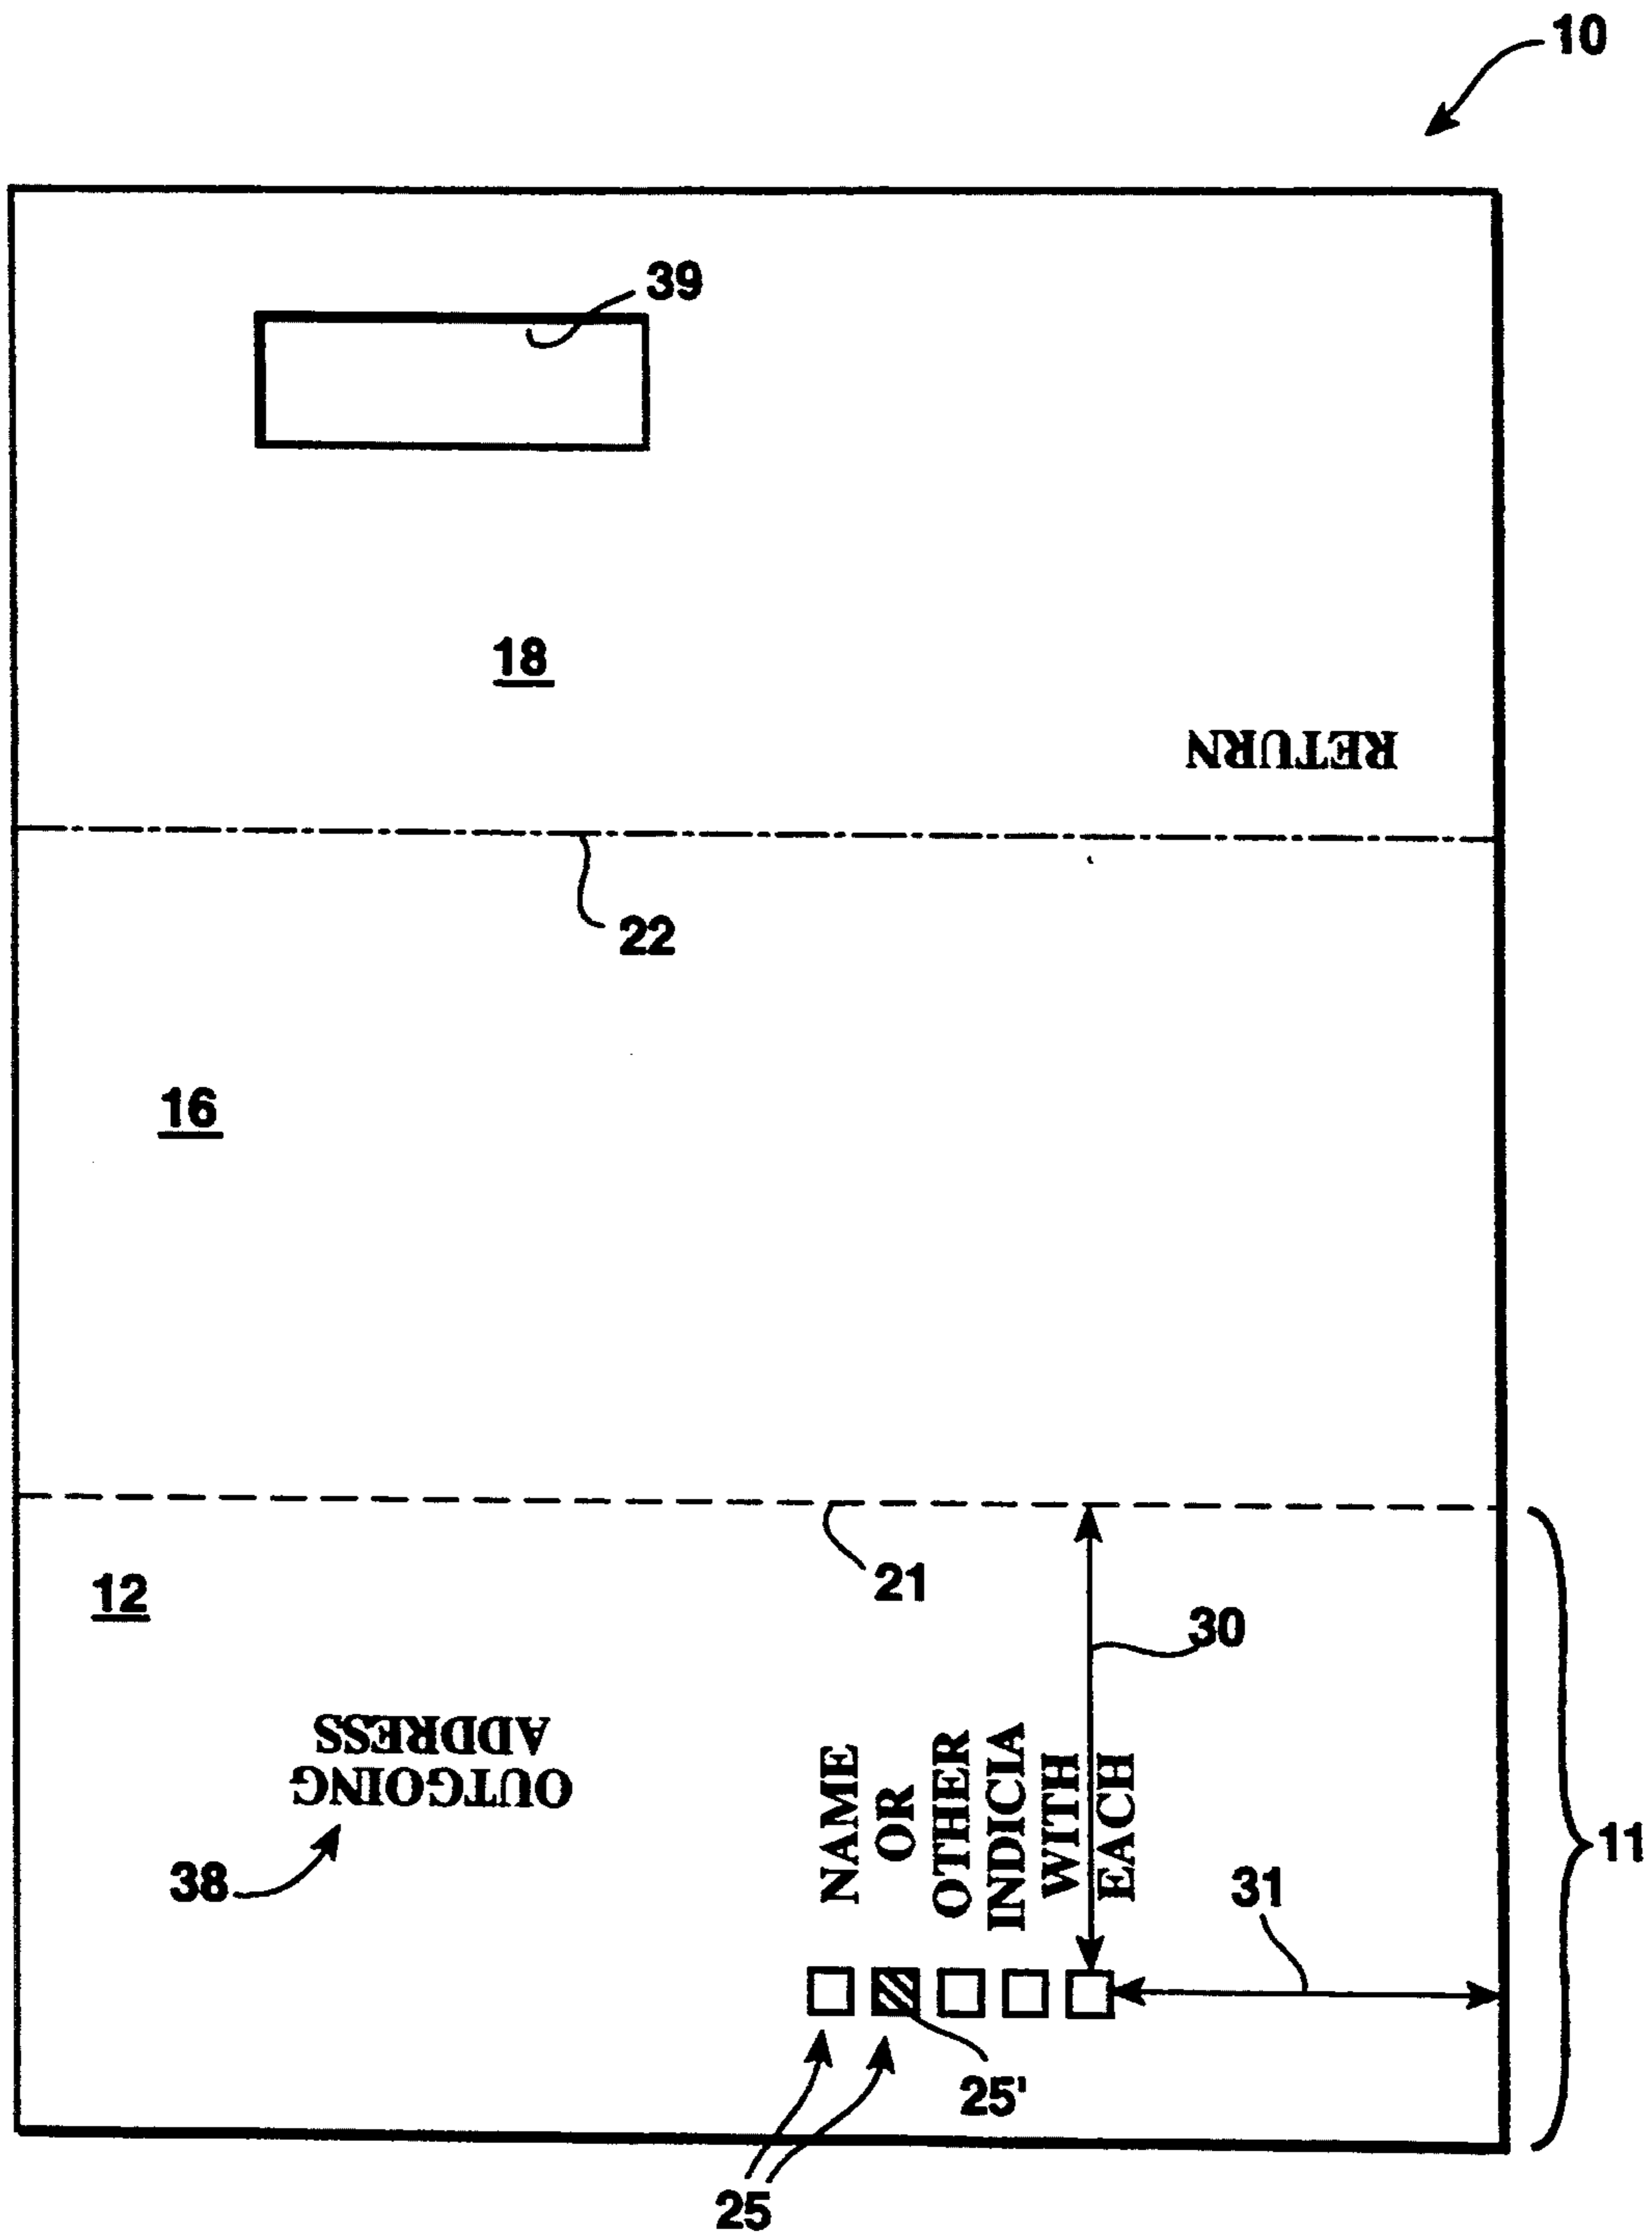 10
39
18
RETURN
22
16
21
12
30
OUTGOING
ADDRESS
NAME
OR
OTHER
INDICIA
WITH
EACH
38
31
11
25'
25